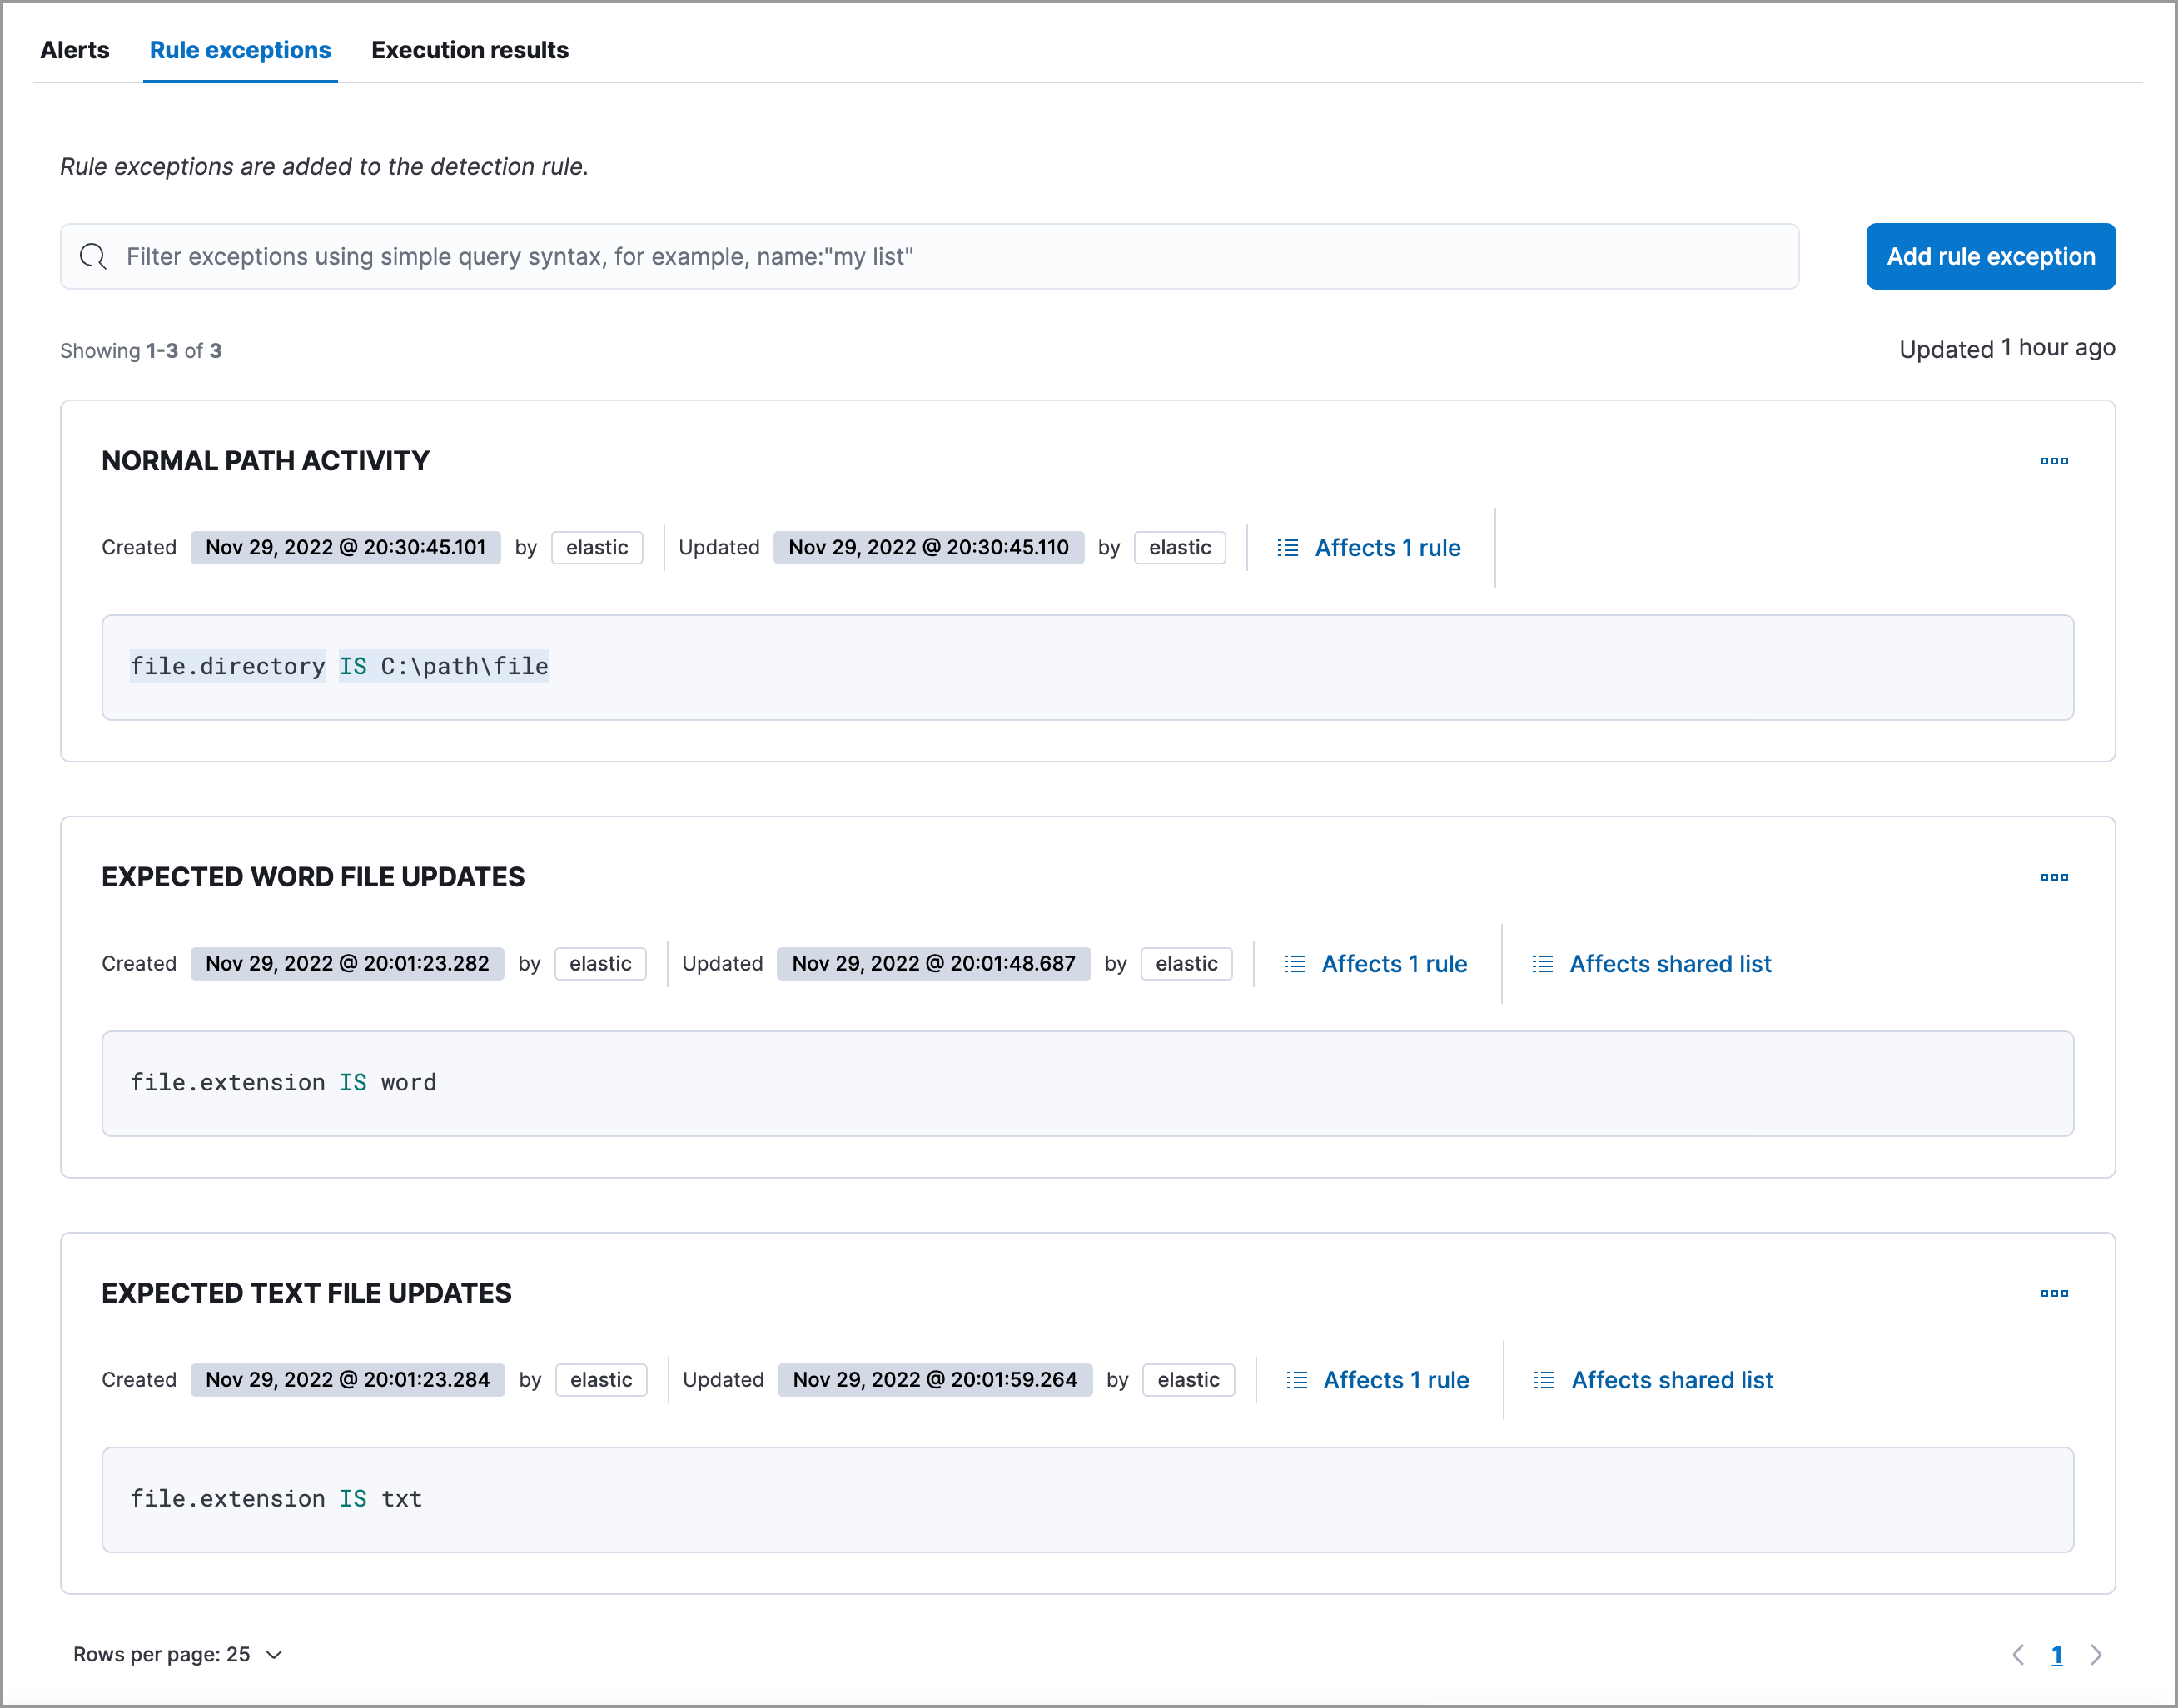 Alerts Rule exceptions Execution results
Rule exceptions are added to the detection rule.
Filter exceptions using simple query syntax, for example, name:"my list" Add rule exception
Showing 1-3 of 3 Updated 1 hour ago
NORMAL PATH ACTIVITY
Created Nov 29, 2022 @ 20:30:45.101 by elastic Updated Nov 29, 2022 @ 20:30:45.110 by elastic Affects 1 rule
file.directory IS C:\path\file
EXPECTED WORD FILE UPDATES
Created Nov 29, 2022 @ 20:01:23.282 by elastic Updated Nov 29, 2022 @ 20:01:48.687 by elastic Affects 1 rule Affects shared list
file.extension IS word
EXPECTED TEXT FILE UPDATES
Created Nov 29, 2022 @ 20:01:23.284 by elastic Updated Nov 29, 2022 @ 20:01:59.264 by elastic Affects 1 rule Affects shared list
file.extension IS txt
Rows per page: 25 1